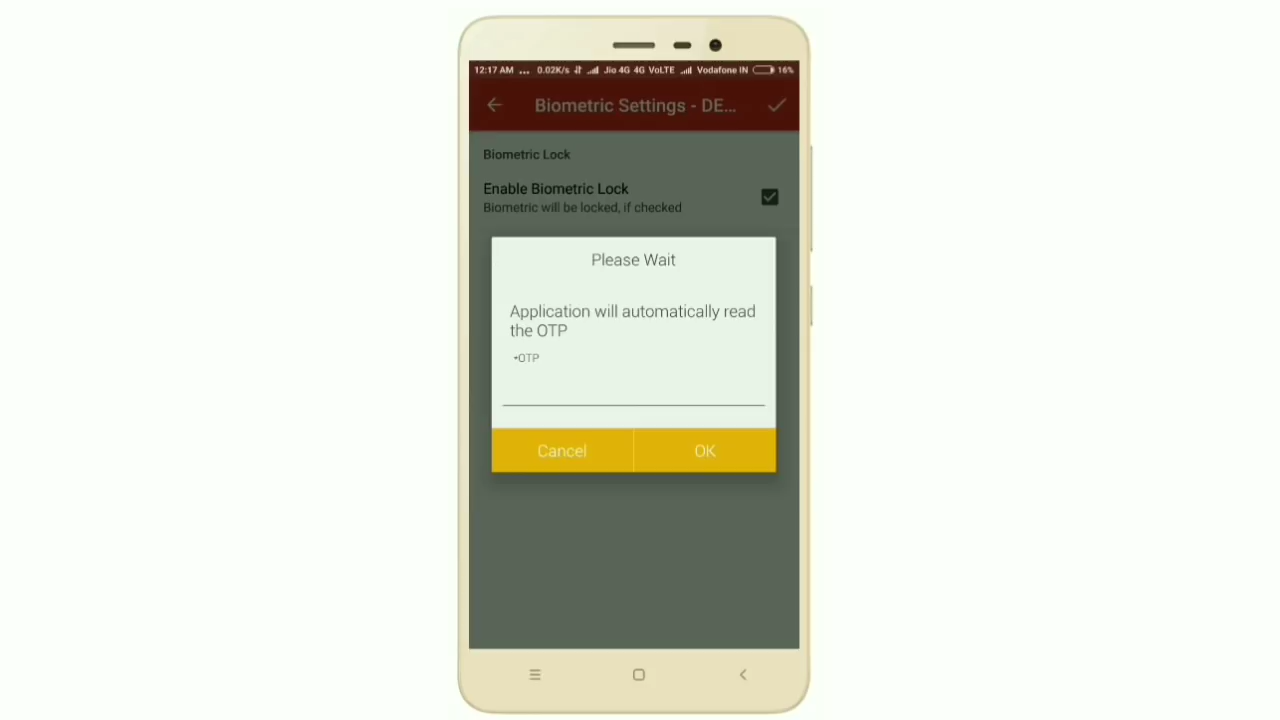 12:17 AM ... 0.02K/s Jio 4G 4G VoLTE Vodafone IN 16%
Biometric Settings - DE...
Biometric Lock
Enable Biometric Lock
Biometric will be locked, if checked
Please Wait
Application will automatically read
the OTP
*OTP
Cancel OK